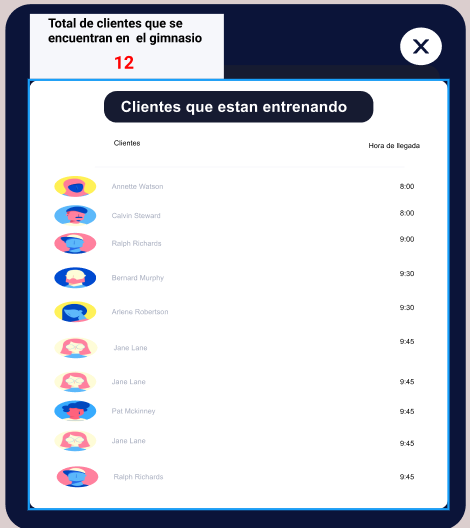 Total de clientes que se
encuentran en el gimnasio
12
X
Clientes que estan entrenando
Clientes Hora de llegada
Annette Watson 8:00
Calvin Steward 8:00
Ralph Richards 9:00
Bernard Murphy 9:30
Arlene Robertson 9:30
Jane Lane 9:45
Jane Lane 9:45
Pat Mckinney 9:45
Jane Lane 9:45
Ralph Richards 9:45